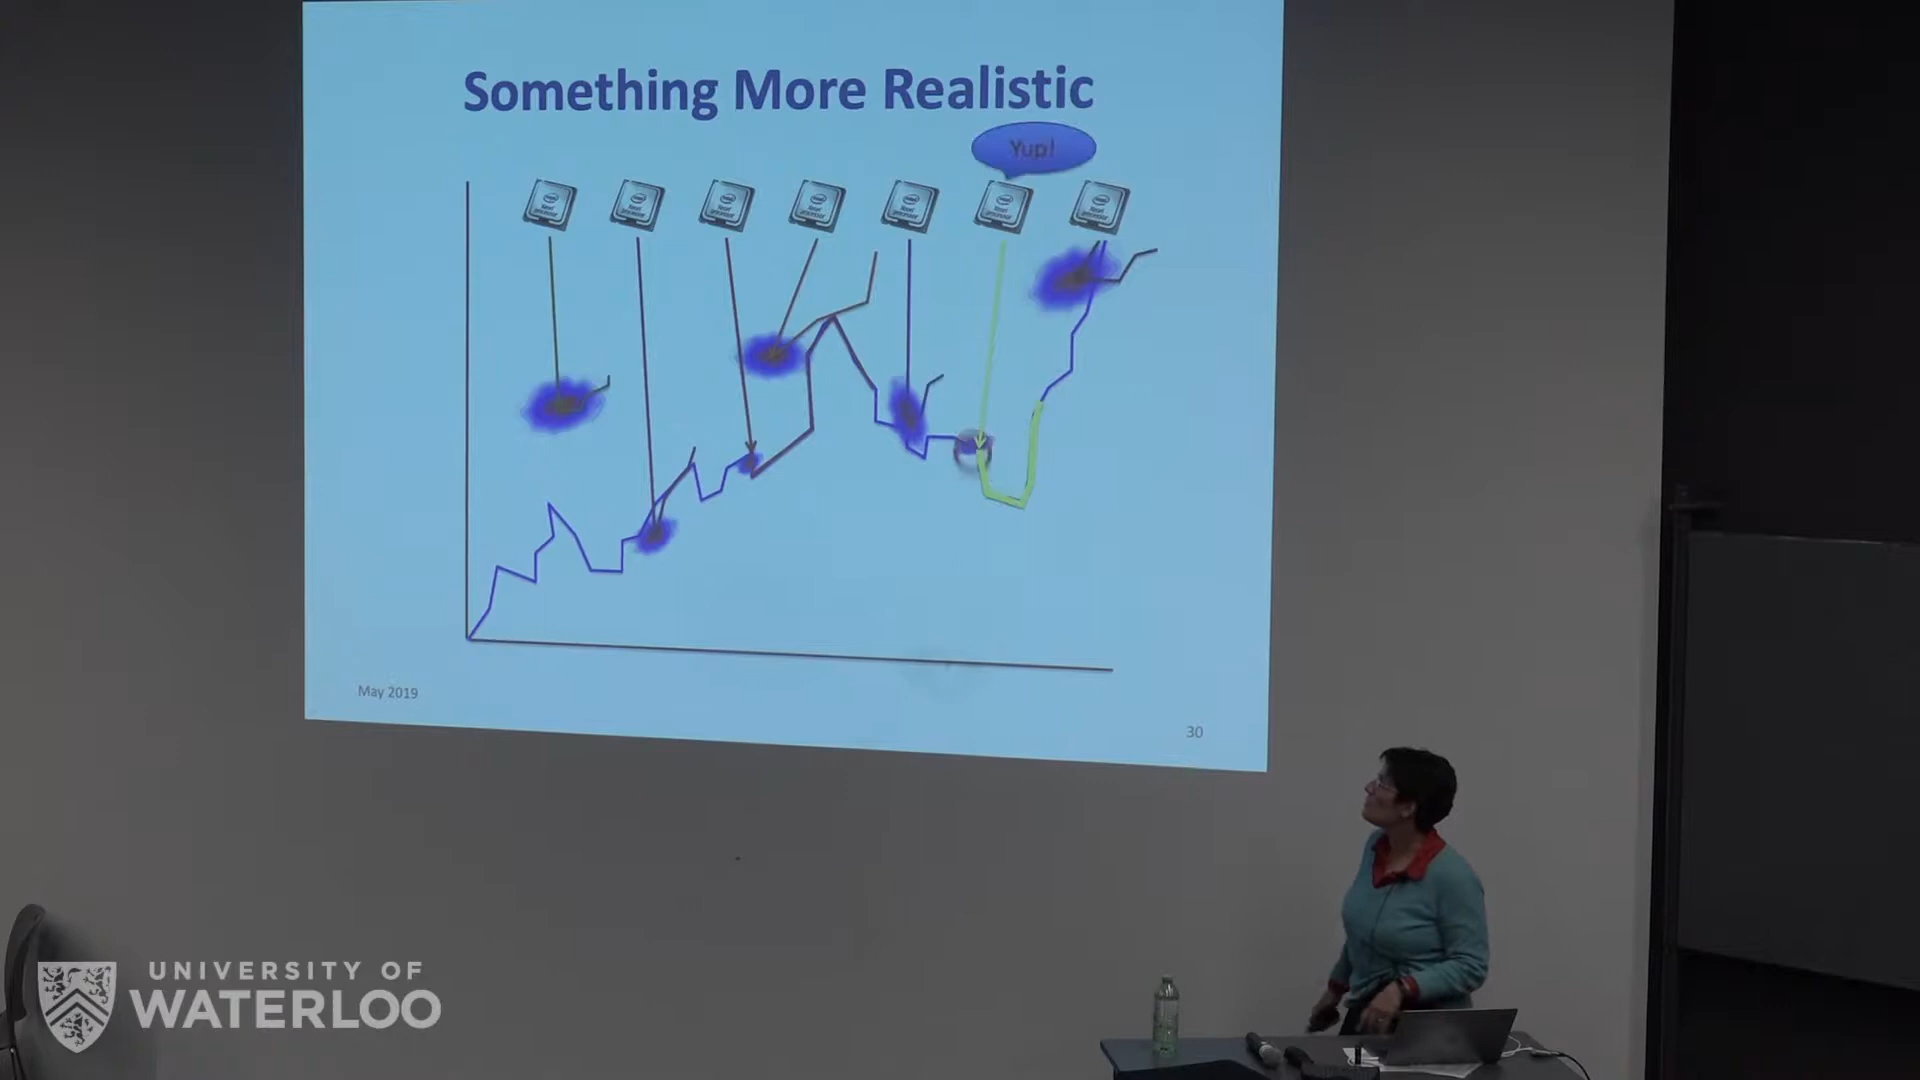 Something More Realistic
Yup!
May 2019
30
UNIVERSITY OF
WATERLOO